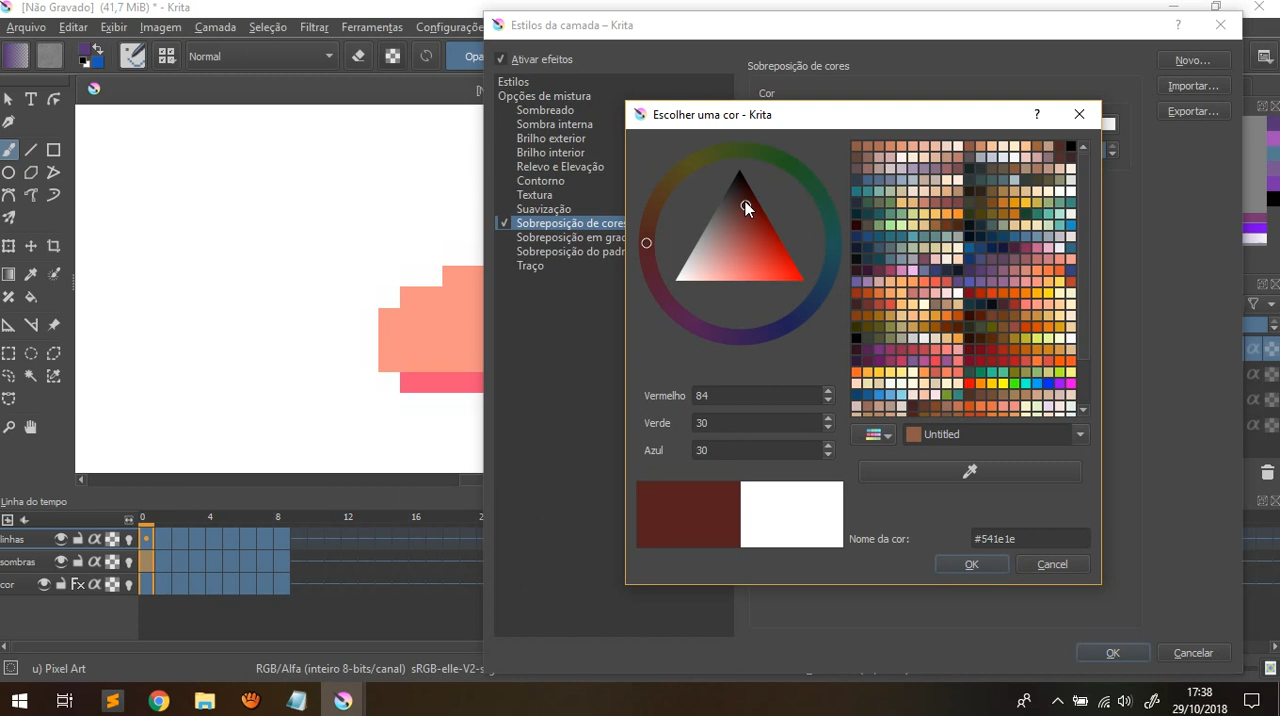 [Não Gravado]  (41,7 MiB) * - Krita
Arquivo Editar Exibir Imagem Camada Seleção Filtrar Ferramentas Configuraçõe
Normal
Opa
Estilos da camada – Krita
Ativar efeitos
Estilos
Opções de mistura
Sombreado
Sombra interna
Brilho exterior
Brilho interior
Relevo e Elevação
Contorno
Textura
Suavização
Sobreposição de cores
Sobreposição em grad
Sobreposição do padr
Traço
Sobreposição de cores
Cor
Novo...
Importar...
Exportar...
Escolher uma cor - Krita
Vermelho 84
Verde 30
Azul 30
Untitled
Nome da cor: #541e1e
OK Cancel
OK Cancelar
Linha do tempo
0 4 8 12 16 2
linhas
sombras
cor Fx
u) Pixel Art
RGB/Alfa (inteiro 8-bits/canal) sRGB-elle-V2-s
17:38
29/10/2018